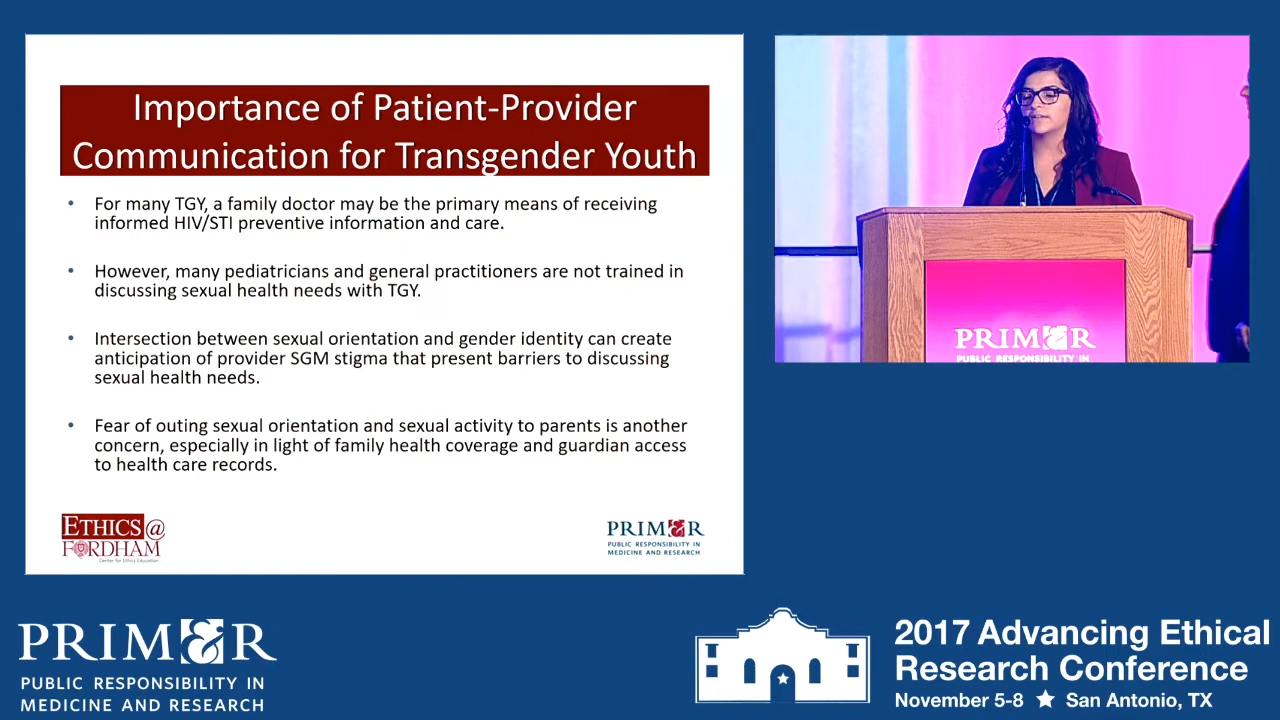 Importance of Patient-Provider
Communication for Transgender Youth
• For many TGY, a family doctor may be the primary means of receiving
informed HIV/STI preventive information and care.
• However, many pediatricians and general practitioners are not trained in
discussing sexual health needs with TGY.
• Intersection between sexual orientation and gender identity can create
anticipation of provider SGM stigma that present barriers to discussing
sexual health needs.
• Fear of outing sexual orientation and sexual activity to parents is another
concern, especially in light of family health coverage and guardian access
to health care records.
ETHICS@
FORDHAM
Center for Ethics Education
PRIM&R
PUBLIC RESPONSIBILITY IN
MEDICINE AND RESEARCH
PRIM&R
PUBLIC RESPONSIBILITY IN
PRIM&R
PUBLIC RESPONSIBILITY IN
MEDICINE AND RESEARCH
2017 Advancing Ethical
Research Conference
November 5-8 ★ San Antonio, TX